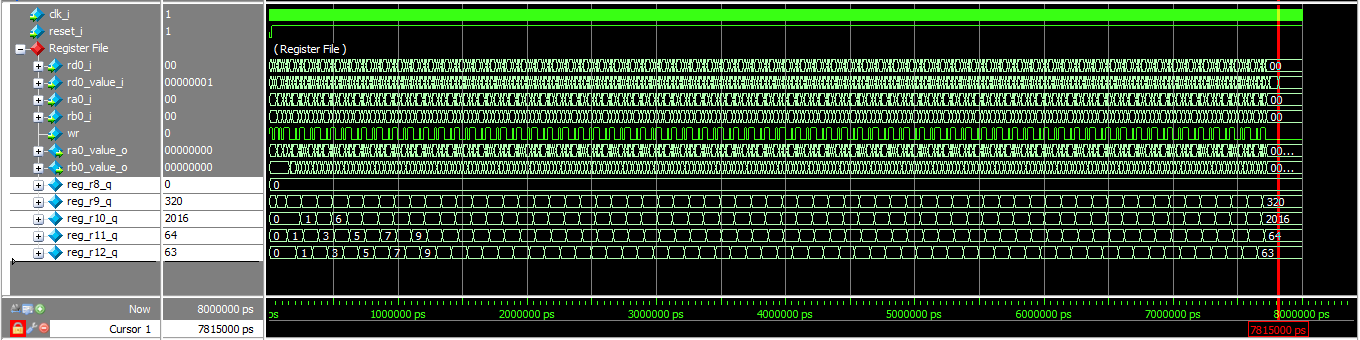 clk_i 1
reset_i 1
Register File ( Register File )
rd0_i 00 00
rd0_value_i 00000001
ra0_i 00 00
rb0_i 00 00
wr 0
ra0_value_o 00000000 00...
rb0_value_o 00000000 00...
reg_r8_q 0 0
reg_r9_q 320 320
reg_r10_q 2016 0 1 6 2016
reg_r11_q 64 0 1 3 5 7 9 64
reg_r12_q 63 0 1 3 5 7 9 63
Now 8000000 ps ps 1000000 ps 2000000 ps 3000000 ps 4000000 ps 5000000 ps 6000000 ps 7000000 ps 8000000 ps
Cursor 1 7815000 ps 7815000 ps